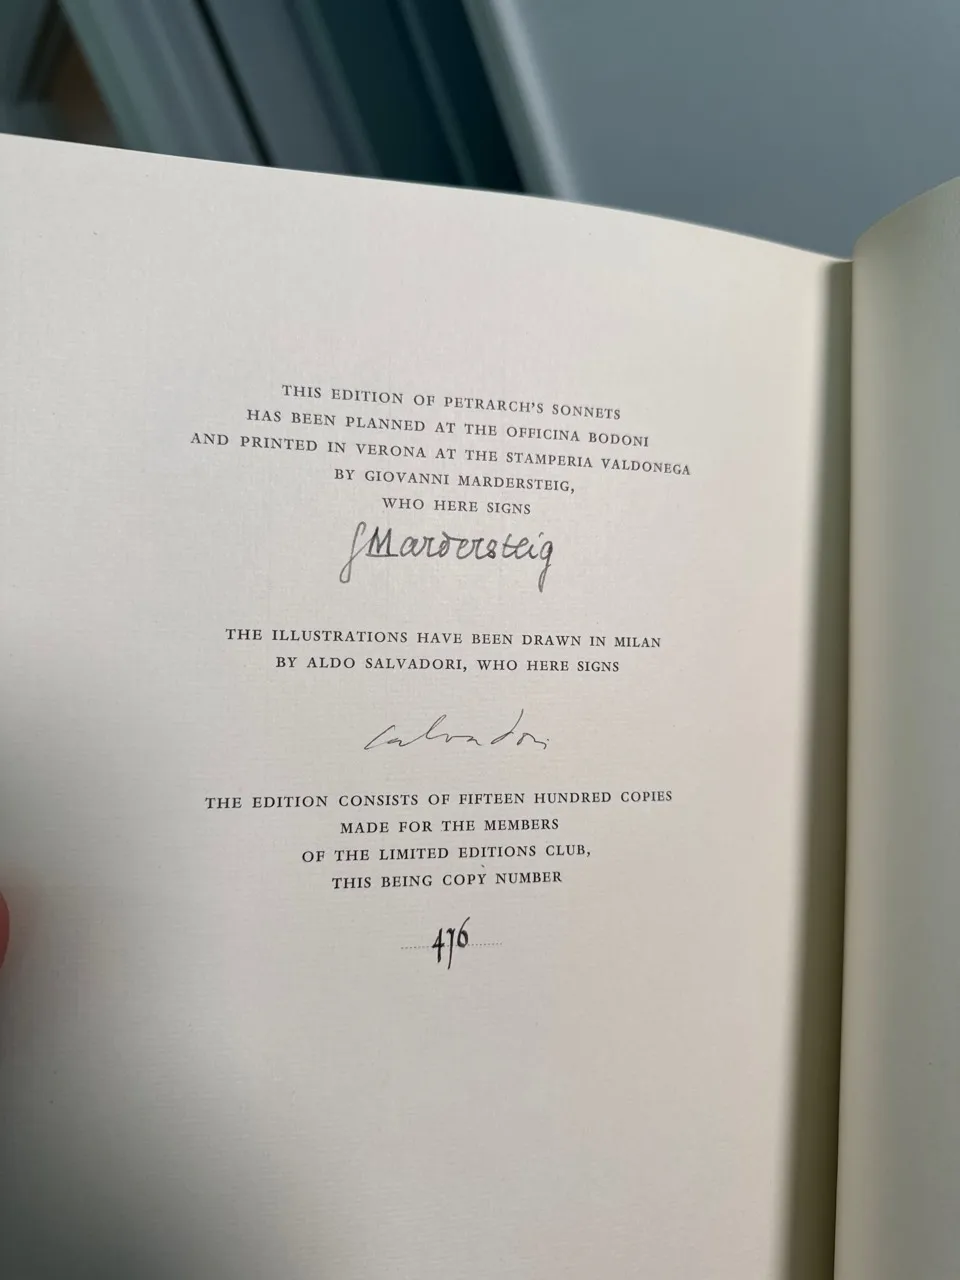 THIS EDITION OF PETRARCH'S SONNETS
HAS BEEN PLANNED AT THE OFFICINA BODONI
AND PRINTED IN VERONA AT THE STAMPERIA VALDONEGA
BY GIOVANNI MARDERSTEIG,
WHO HERE SIGNS
GMardersteig
THE ILLUSTRATIONS HAVE BEEN DRAWN IN MILAN
BY ALDO SALVADORI, WHO HERE SIGNS
Salvadori
THE EDITION CONSISTS OF FIFTEEN HUNDRED COPIES
MADE FOR THE MEMBERS
OF THE LIMITED EDITIONS CLUB,
THIS BEING COPY NUMBER
476